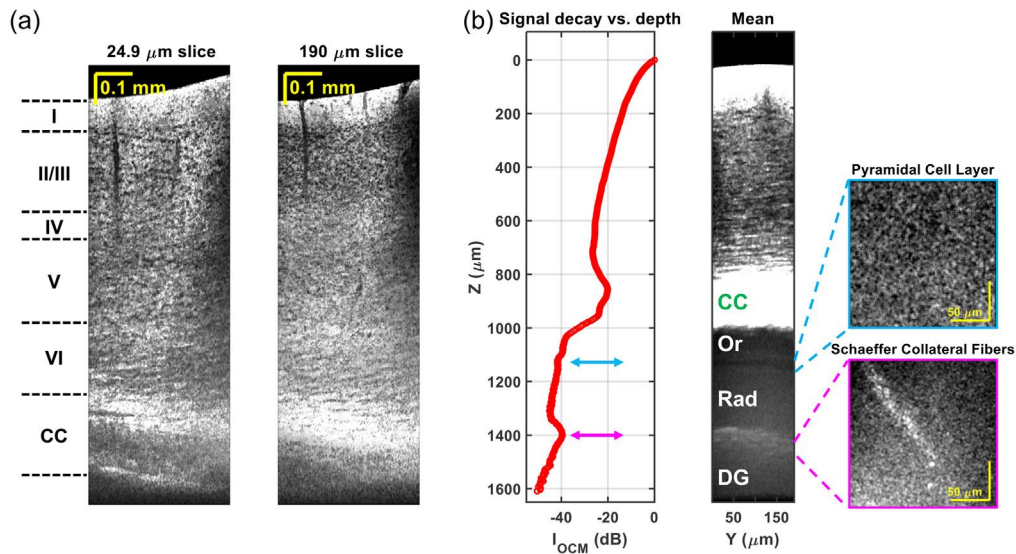 (a)
24.9 μm slice
190 μm slice
0.1 mm
0.1 mm
I
II/III
IV
V
VI
CC
(b)
Signal decay vs. depth
Mean
0
200
400
600
800
1000
1200
1400
1600
Z (μm)
-40 -20 0
I_OCM (dB)
CC
Or
Rad
DG
50 150
Y (μm)
Pyramidal Cell Layer
50 μm
Schaeffer Collateral Fibers
50 μm